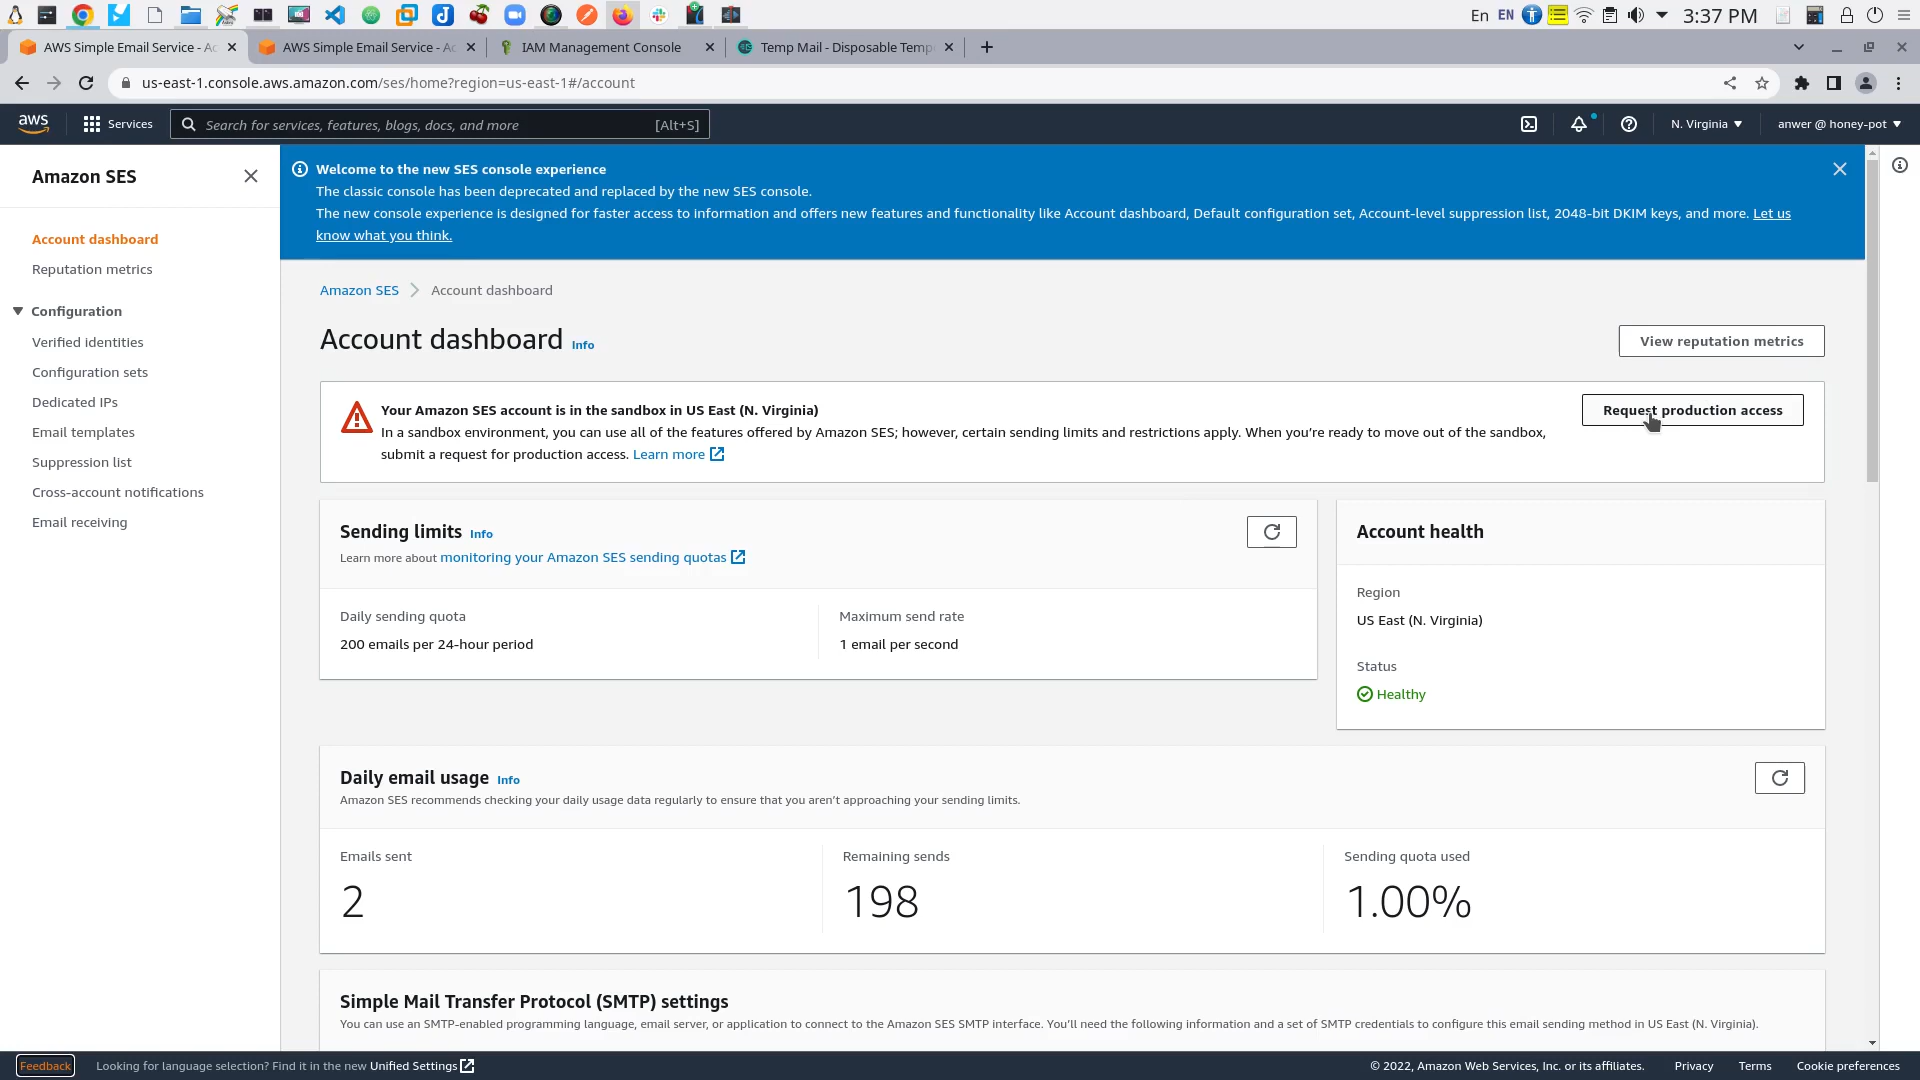 En EN 3:37 PM
AWS Simple Email Service - Ac
AWS Simple Email Service - Ac
IAM Management Console
Temp Mail - Disposable Temp
us-east-1.console.aws.amazon.com/ses/home?region=us-east-1#/account
aws Services Search for services, features, blogs, docs, and more [Alt+S] N. Virginia anwer @ honey-pot
Amazon SES
Account dashboard
Reputation metrics
Configuration
Verified identities
Configuration sets
Dedicated IPs
Email templates
Suppression list
Cross-account notifications
Email receiving
Welcome to the new SES console experience
The classic console has been deprecated and replaced by the new SES console.
The new console experience is designed for faster access to information and offers new features and functionality like Account dashboard, Default configuration set, Account-level suppression list, 2048-bit DKIM keys, and more. Let us
know what you think.
Amazon SES Account dashboard
Account dashboard Info
View reputation metrics
Your Amazon SES account is in the sandbox in US East (N. Virginia)
In a sandbox environment, you can use all of the features offered by Amazon SES; however, certain sending limits and restrictions apply. When you're ready to move out of the sandbox,
submit a request for production access. Learn more
Request production access
Sending limits Info
Learn more about monitoring your Amazon SES sending quotas
Daily sending quota
200 emails per 24-hour period
Maximum send rate
1 email per second
Account health
Region
US East (N. Virginia)
Status
Healthy
Daily email usage Info
Amazon SES recommends checking your daily usage data regularly to ensure that you aren't approaching your sending limits.
Emails sent
2
Remaining sends
198
Sending quota used
1.00%
Simple Mail Transfer Protocol (SMTP) settings
You can use an SMTP-enabled programming language, email server, or application to connect to the Amazon SES SMTP interface. You'll need the following information and a set of SMTP credentials to configure this email sending method in US East (N. Virginia).
Feedback Looking for language selection? Find it in the new Unified Settings © 2022, Amazon Web Services, Inc. or its affiliates. Privacy Terms Cookie preferences